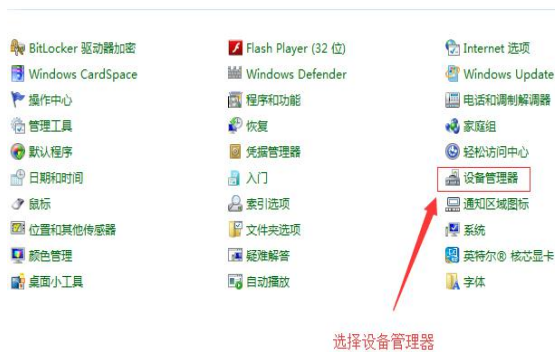 BitLocker 驱动器加密
Flash Player (32 位)
Internet 选项
Windows CardSpace
Windows Defender
Windows Update
操作中心
程序和功能
电话和调制解调器
管理工具
恢复
家庭组
默认程序
凭据管理器
轻松访问中心
日期和时间
入门
设备管理器
鼠标
索引选项
通知区域图标
位置和其他传感器
文件夹选项
系统
颜色管理
疑难解答
英特尔® 核芯显卡
桌面小工具
自动播放
字体
选择设备管理器